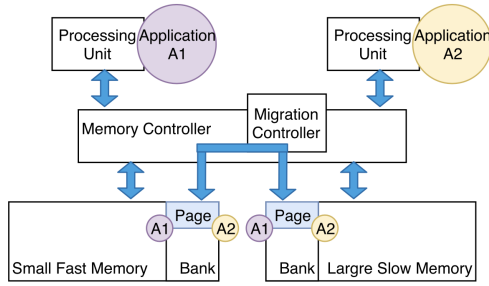 Processing
Unit
Application
A1
Processing
Unit
Application
A2
Memory Controller
Migration
Controller
Page
A1
A2
Small Fast Memory
Bank
Page
A1
A2
Bank
Largre Slow Memory